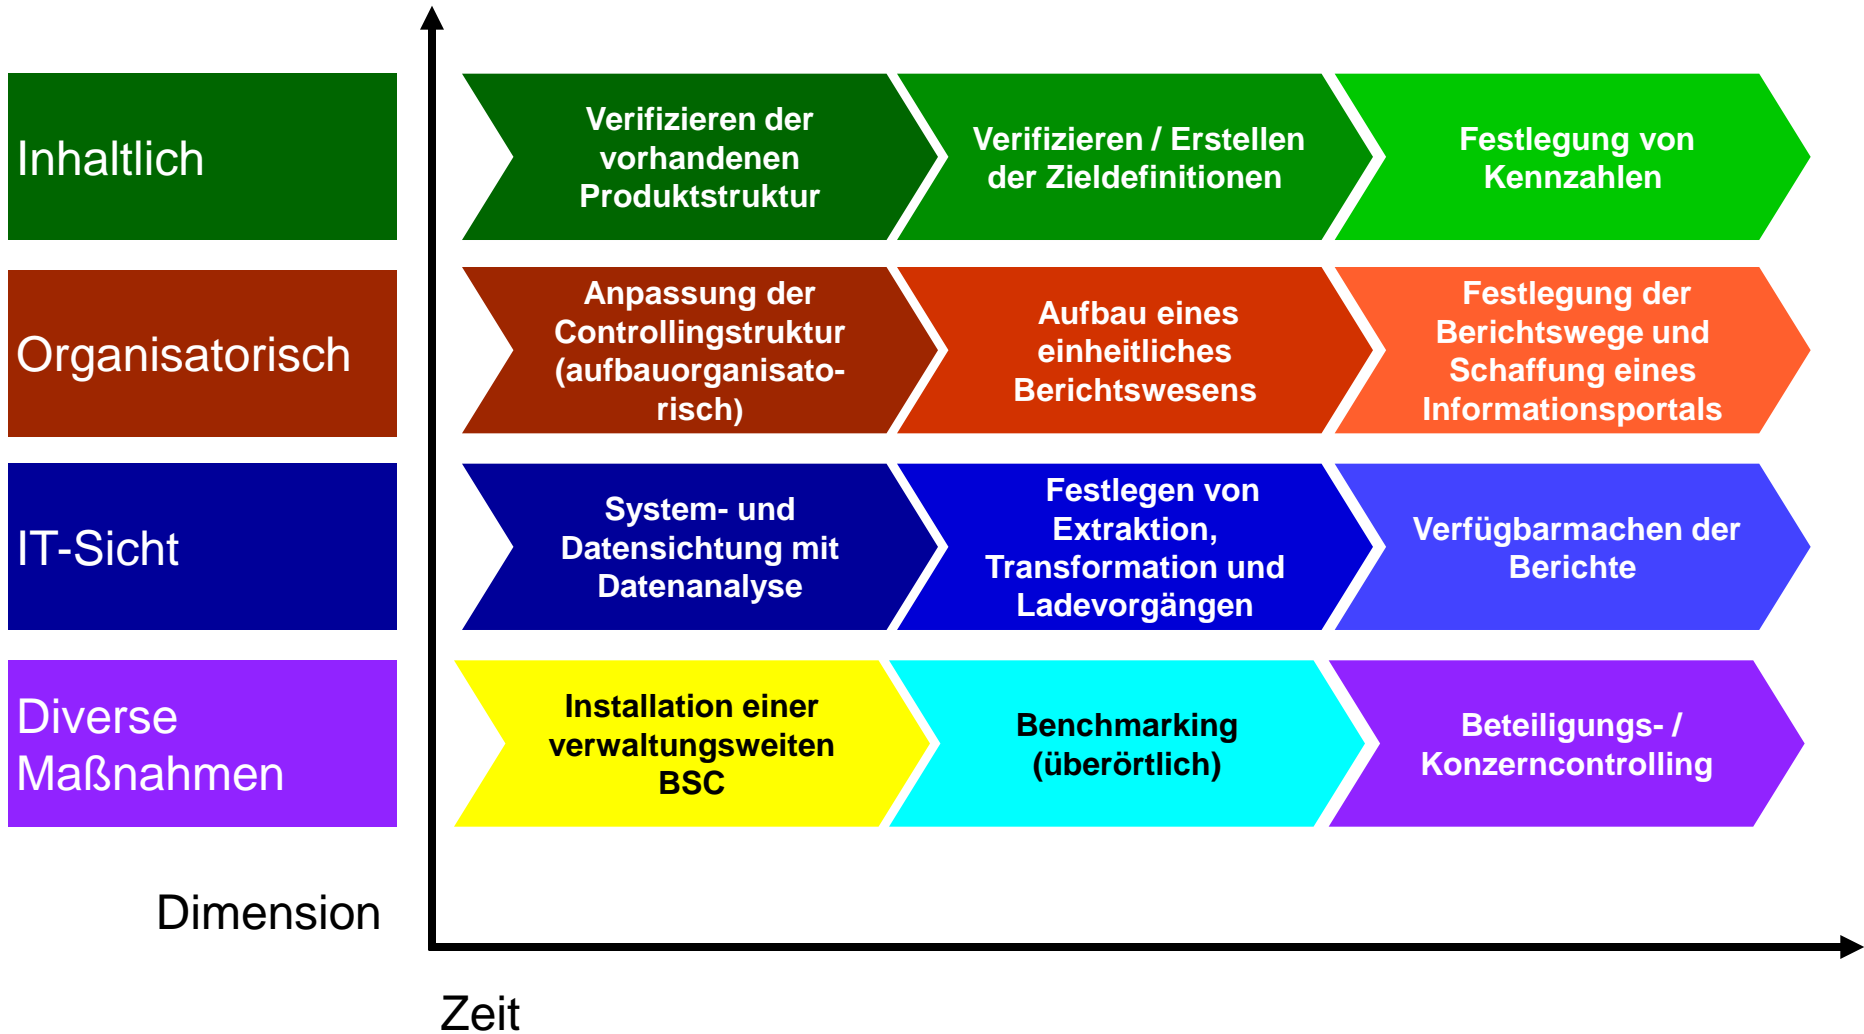 Inhaltlich
Verifizieren der
vorhandenen
Produktstruktur
Verifizieren / Erstellen
der Zieldefinitionen
Festlegung von
Kennzahlen
Organisatorisch
Anpassung der
Controllingstruktur
(aufbauorganisato-
risch)
Aufbau eines
einheitliches
Berichtswesens
Festlegung der
Berichtswege und
Schaffung eines
Informationsportals
IT-Sicht
System- und
Datensichtung mit
Datenanalyse
Festlegen von
Extraktion,
Transformation und
Ladevorgängen
Verfügbarmachen der
Berichte
Diverse
Maßnahmen
Installation einer
verwaltungsweiten
BSC
Benchmarking
(überörtlich)
Beteiligungs- /
Konzerncontrolling
Dimension
Zeit